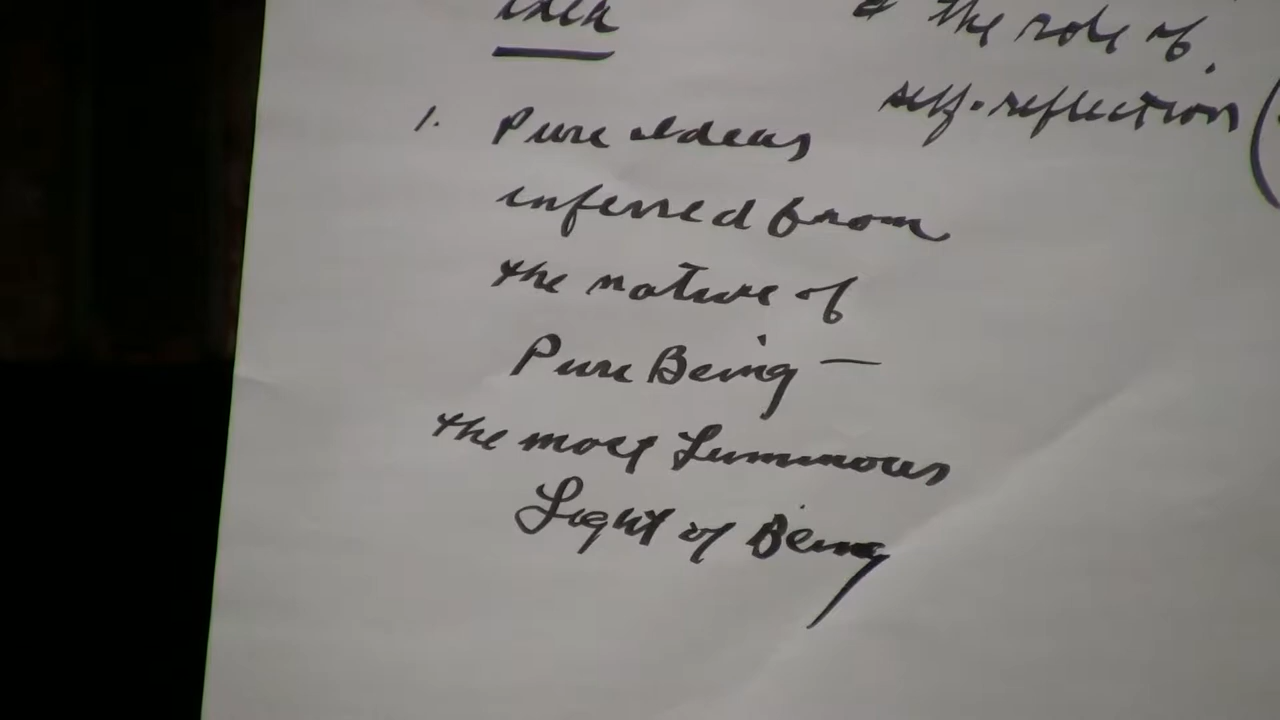 idea
& the role of
self-reflection (
1. Pure Ideas
inferred from
the nature of
Pure Being —
the most Luminous
Light of Being